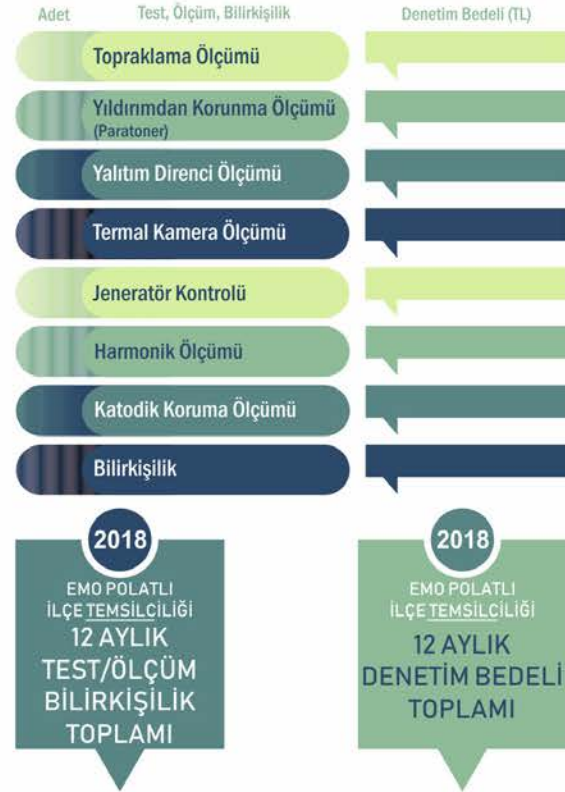 Adet Test, Ölçüm, Bilirkişilik Denetim Bedeli (TL)
Topraklama Ölçümü
Yıldırımdan Korunma Ölçümü
(Paratoner)
Yalıtım Direnci Ölçümü
Termal Kamera Ölçümü
Jeneratör Kontrolü
Harmonik Ölçümü
Katodik Koruma Ölçümü
Bilirkişilik
2018
EMO POLATLI
İLÇE TEMSİLCİLİĞİ
12 AYLIK
TEST/ÖLÇÜM
BİLİRKİŞİLİK
TOPLAMI
2018
EMO POLATLI
İLÇE TEMSİLCİLİĞİ
12 AYLIK
DENETİM BEDELİ
TOPLAMI